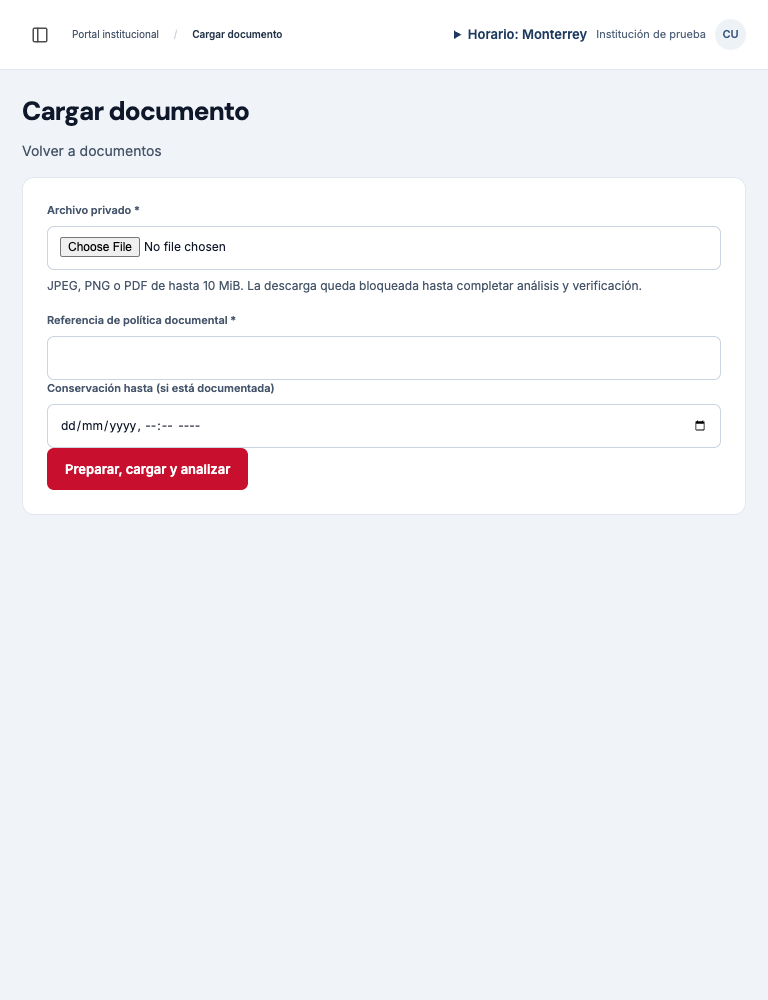 Portal institucional / Cargar documento
▶ Horario: Monterrey Institución de prueba CU
Cargar documento
Volver a documentos
Archivo privado *
Choose File No file chosen
JPEG, PNG o PDF de hasta 10 MiB. La descarga queda bloqueada hasta completar análisis y verificación.
Referencia de política documental *
Conservación hasta (si está documentada)
dd/mm/yyyy, --:-- ----
Preparar, cargar y analizar